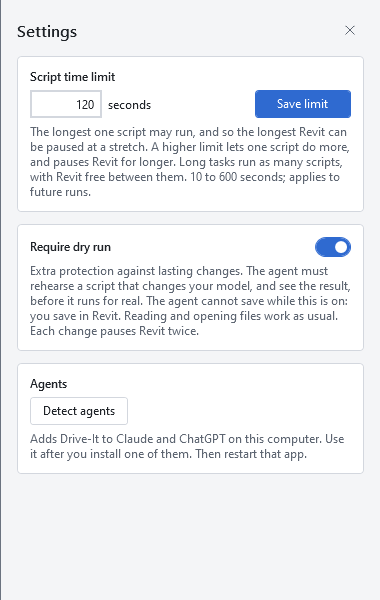 Settings
Script time limit
120 seconds Save limit
The longest one script may run, and so the longest Revit can
be paused at a stretch. A higher limit lets one script do more,
and pauses Revit for longer. Long tasks run as many scripts,
with Revit free between them. 10 to 600 seconds; applies to
future runs.
Require dry run
Extra protection against lasting changes. The agent must
rehearse a script that changes your model, and see the result,
before it runs for real. The agent cannot save while this is on:
you save in Revit. Reading and opening files work as usual.
Each change pauses Revit twice.
Agents
Detect agents
Adds Drive-It to Claude and ChatGPT on this computer. Use
it after you install one of them. Then restart that app.